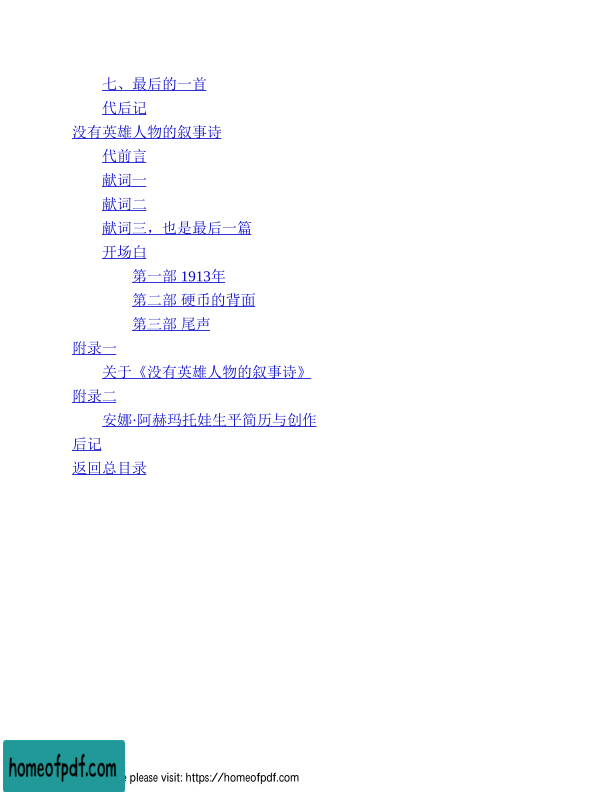 七、最后的一首
代后记
没有英雄人物的叙事诗
代前言
献词一
献词二
献词三，也是最后一篇
开场白
第一部 1913年
第二部 硬币的背面
第三部 尾声
附录一
关于《没有英雄人物的叙事诗》
附录二
安娜·阿赫玛托娃生平简历与创作
后记
返回总目录
homeofpdf.com
please visit: https://homeofpdf.com